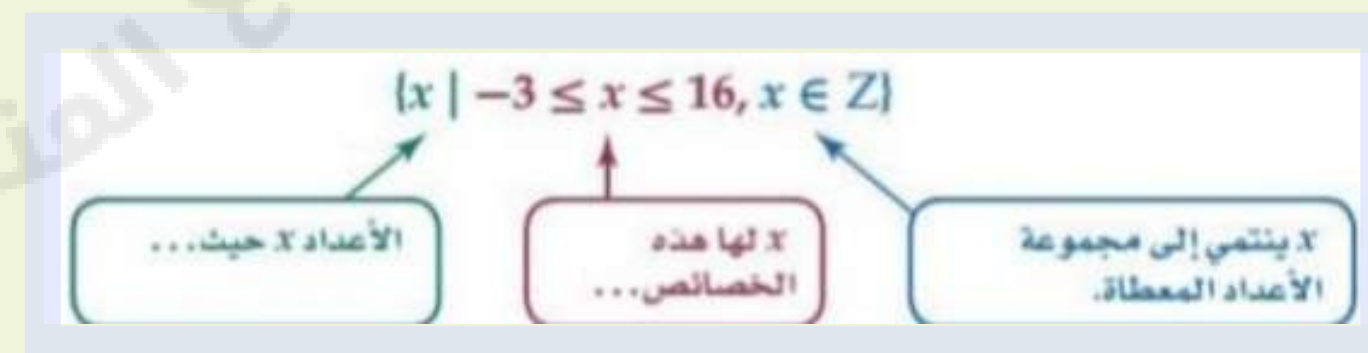 {x | −3 ≤ x ≤ 16, x ∈ Z}
الأعداد x حيث...
x لها هذه
الخصائص...
x ينتمي إلى مجموعة
الأعداد المعطاة.